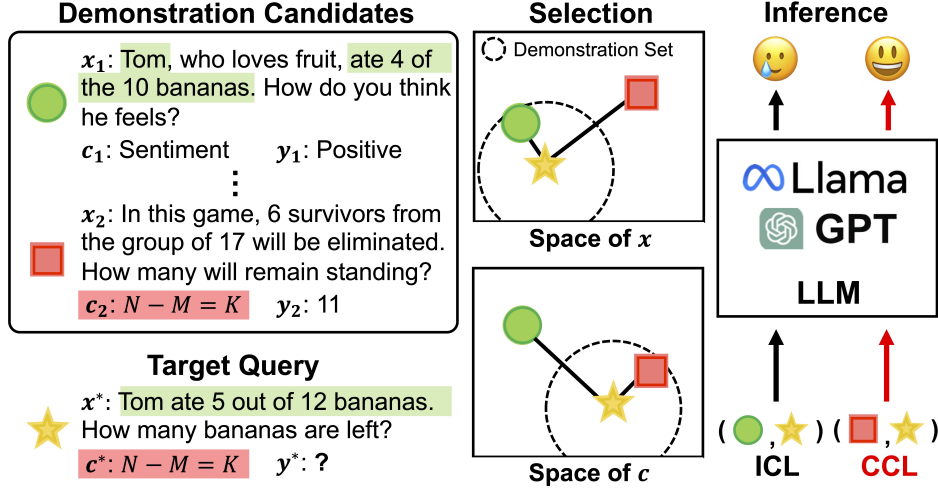 Demonstration Candidates
x₁: Tom, who loves fruit, ate 4 of
the 10 bananas. How do you think
he feels?
c₁: Sentiment y₁: Positive
⋮
x₂: In this game, 6 survivors from
the group of 17 will be eliminated.
How many will remain standing?
c₂: N − M = K y₂: 11
Target Query
x*: Tom ate 5 out of 12 bananas.
How many bananas are left?
c*: N − M = K y*: ?
Selection
Demonstration Set
Space of x
Space of c
Inference
Llama
GPT
LLM
( , ) ( , )
ICL CCL